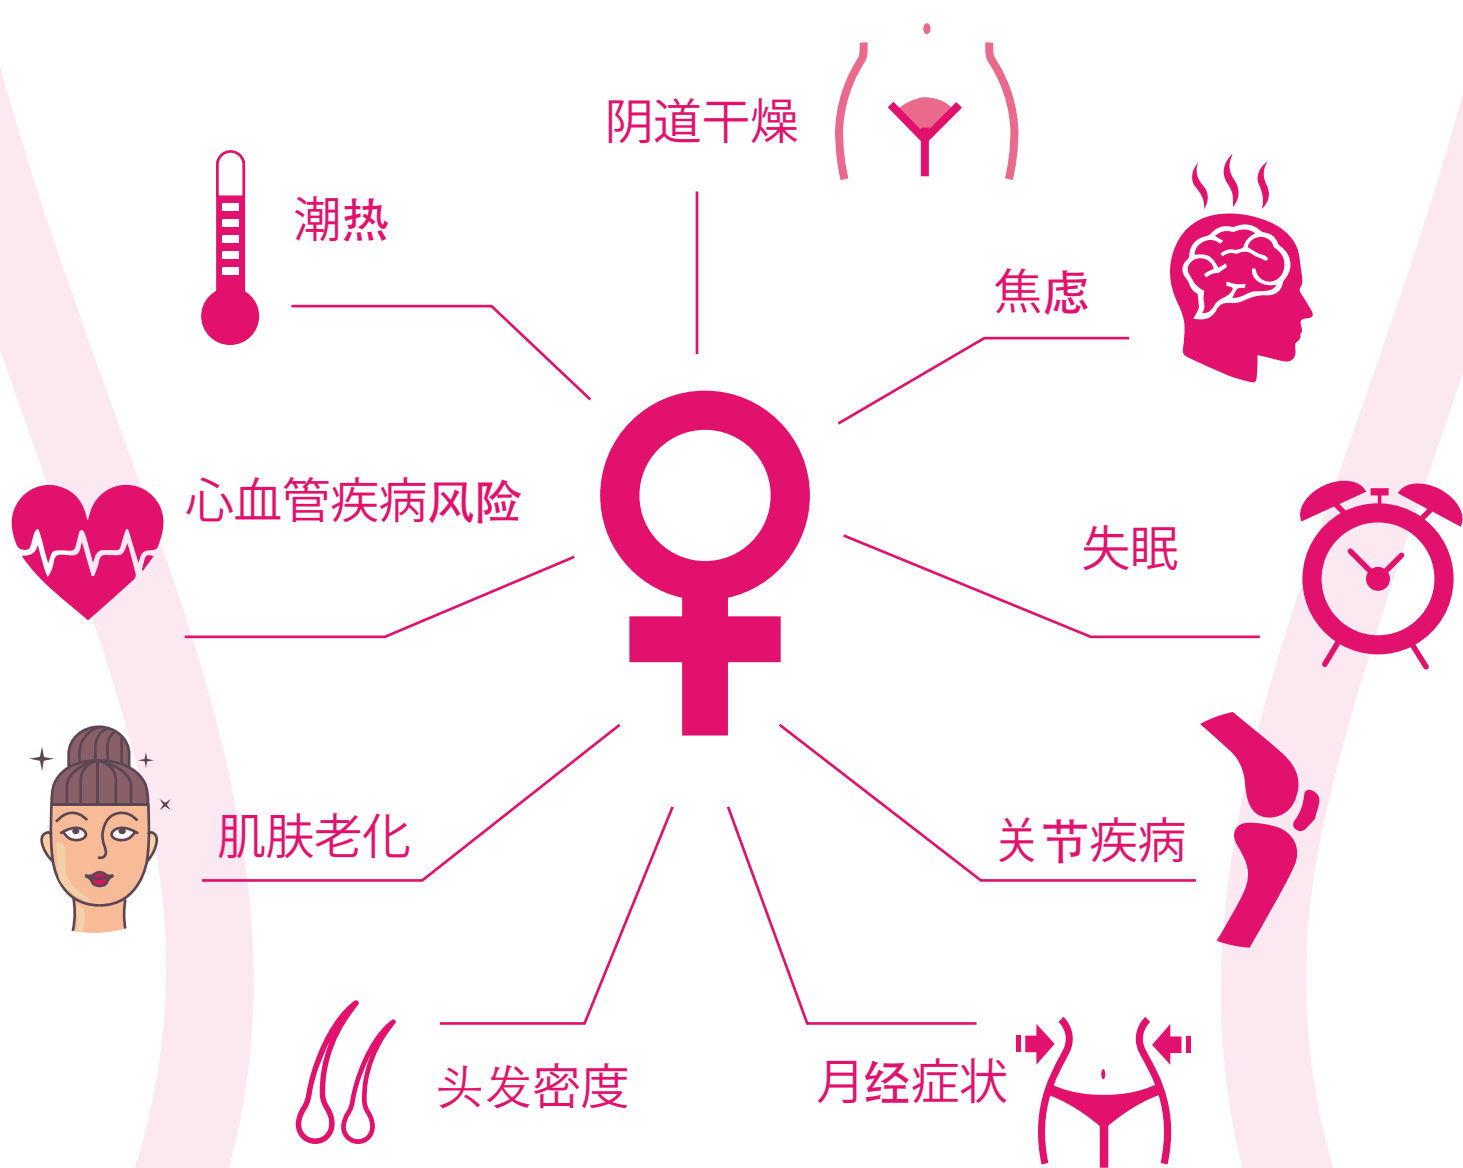 阴道干燥
潮热
焦虑
心血管疾病风险
失眠
肌肤老化
关节疾病
头发密度
月经症状